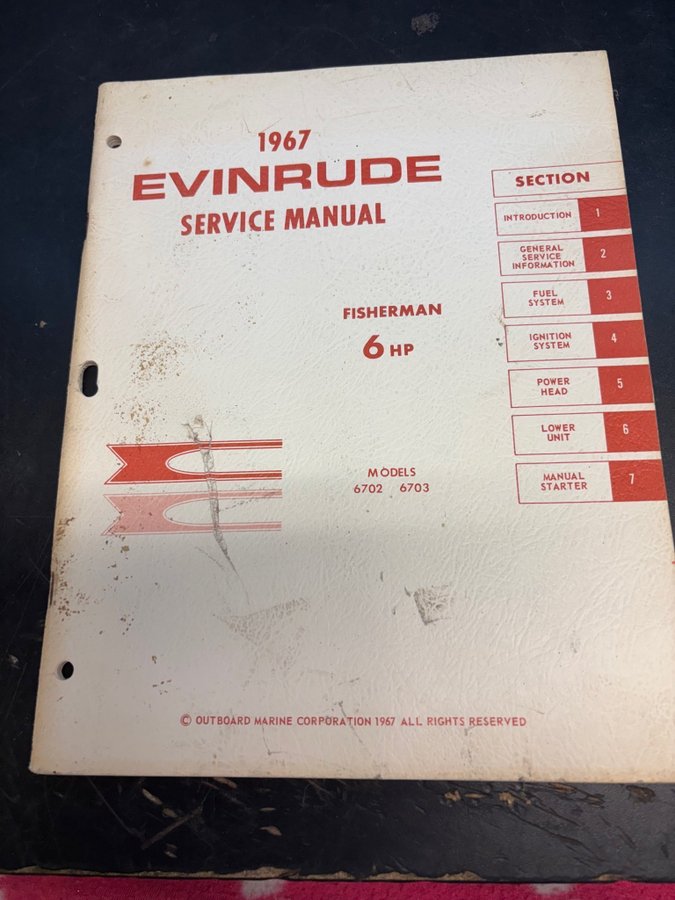 1967
EVINRUDE
SERVICE MANUAL
FISHERMAN
6 HP
MODELS
6702 6703
SECTION
INTRODUCTION 1
GENERAL
SERVICE
INFORMATION 2
FUEL
SYSTEM 3
IGNITION
SYSTEM 4
POWER
HEAD 5
LOWER
UNIT 6
MANUAL
STARTER 7
© OUTBOARD MARINE CORPORATION 1967 ALL RIGHTS RESERVED